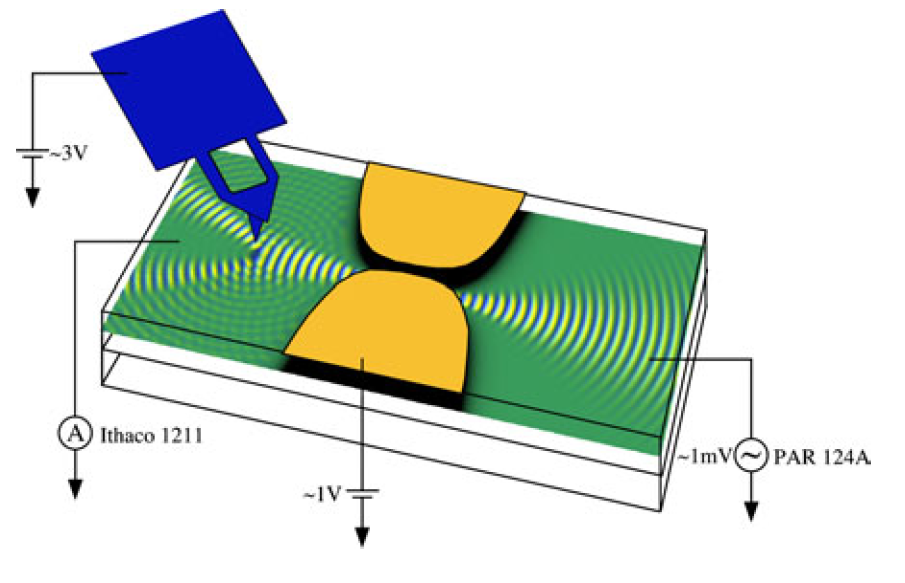 ~3V
A
Ithaco 1211
~1V
~1mV
~
PAR 124A